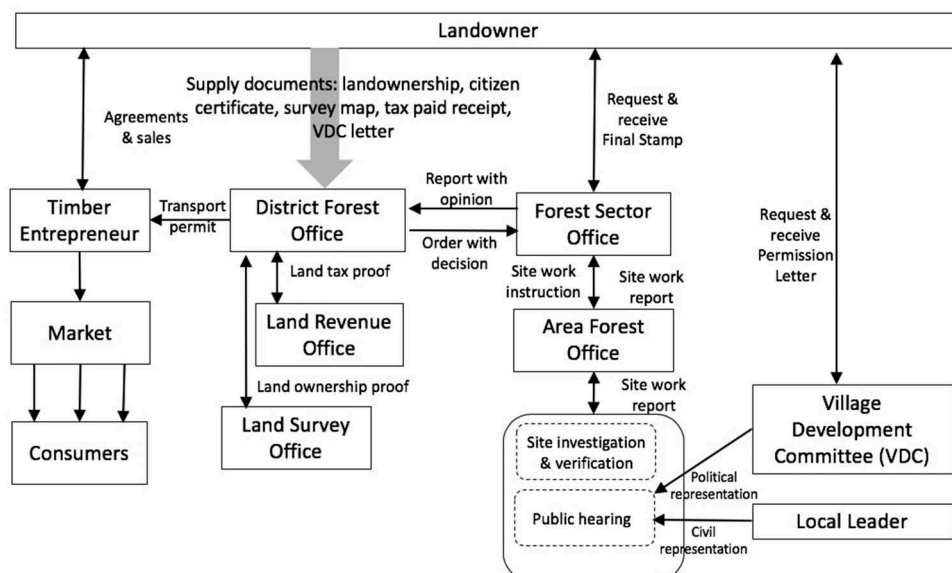 Landowner
Supply documents: landownership, citizen
certificate, survey map, tax paid receipt,
VDC letter
Agreements
& sales
Request &
receive
Final Stamp
Request &
receive
Permission
Letter
Timber
Entrepreneur
Transport
permit
District Forest
Office
Report with
opinion
Order with
decision
Forest Sector
Office
Land tax proof
Site work
instruction
Site work
report
Market
Land Revenue
Office
Area Forest
Office
Land ownership proof
Site work
report
Consumers
Land Survey
Office
Site investigation
& verification
Village
Development
Committee (VDC)
Political
representation
Public hearing
Civil
representation
Local Leader